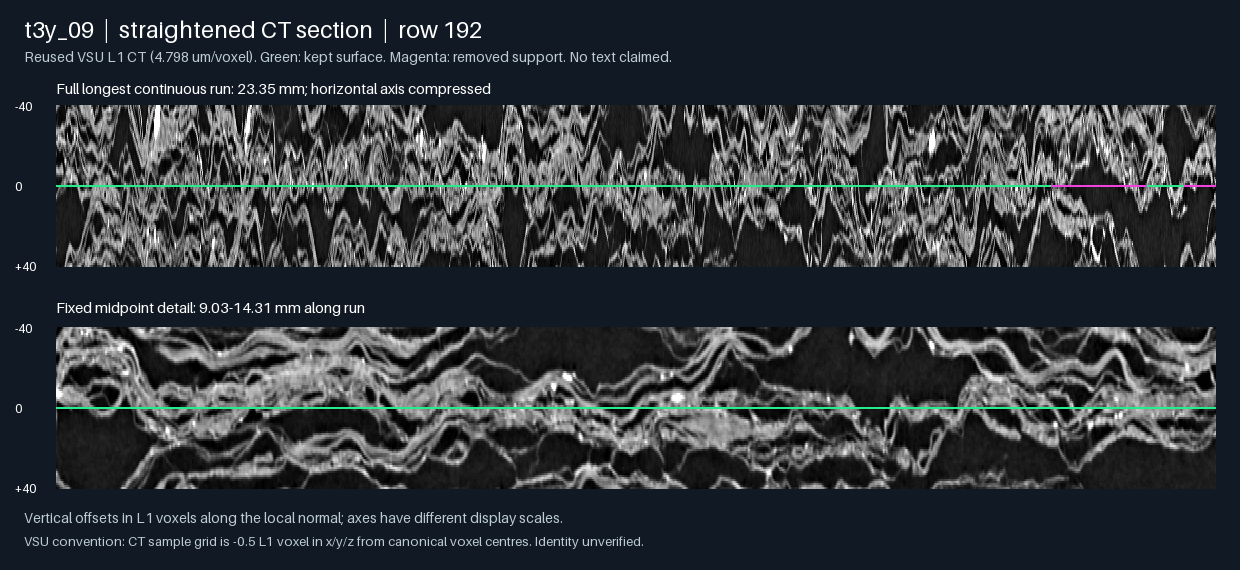 t3y_09 | straightened CT section | row 192
Reused VSU L1 CT (4.798 um/voxel). Green: kept surface. Magenta: removed support. No text claimed.
Full longest continuous run: 23.35 mm; horizontal axis compressed
-40
0
+40
Fixed midpoint detail: 9.03-14.31 mm along run
-40
0
+40
Vertical offsets in L1 voxels along the local normal; axes have different display scales.
VSU convention: CT sample grid is -0.5 L1 voxel in x/y/z from canonical voxel centres. Identity unverified.